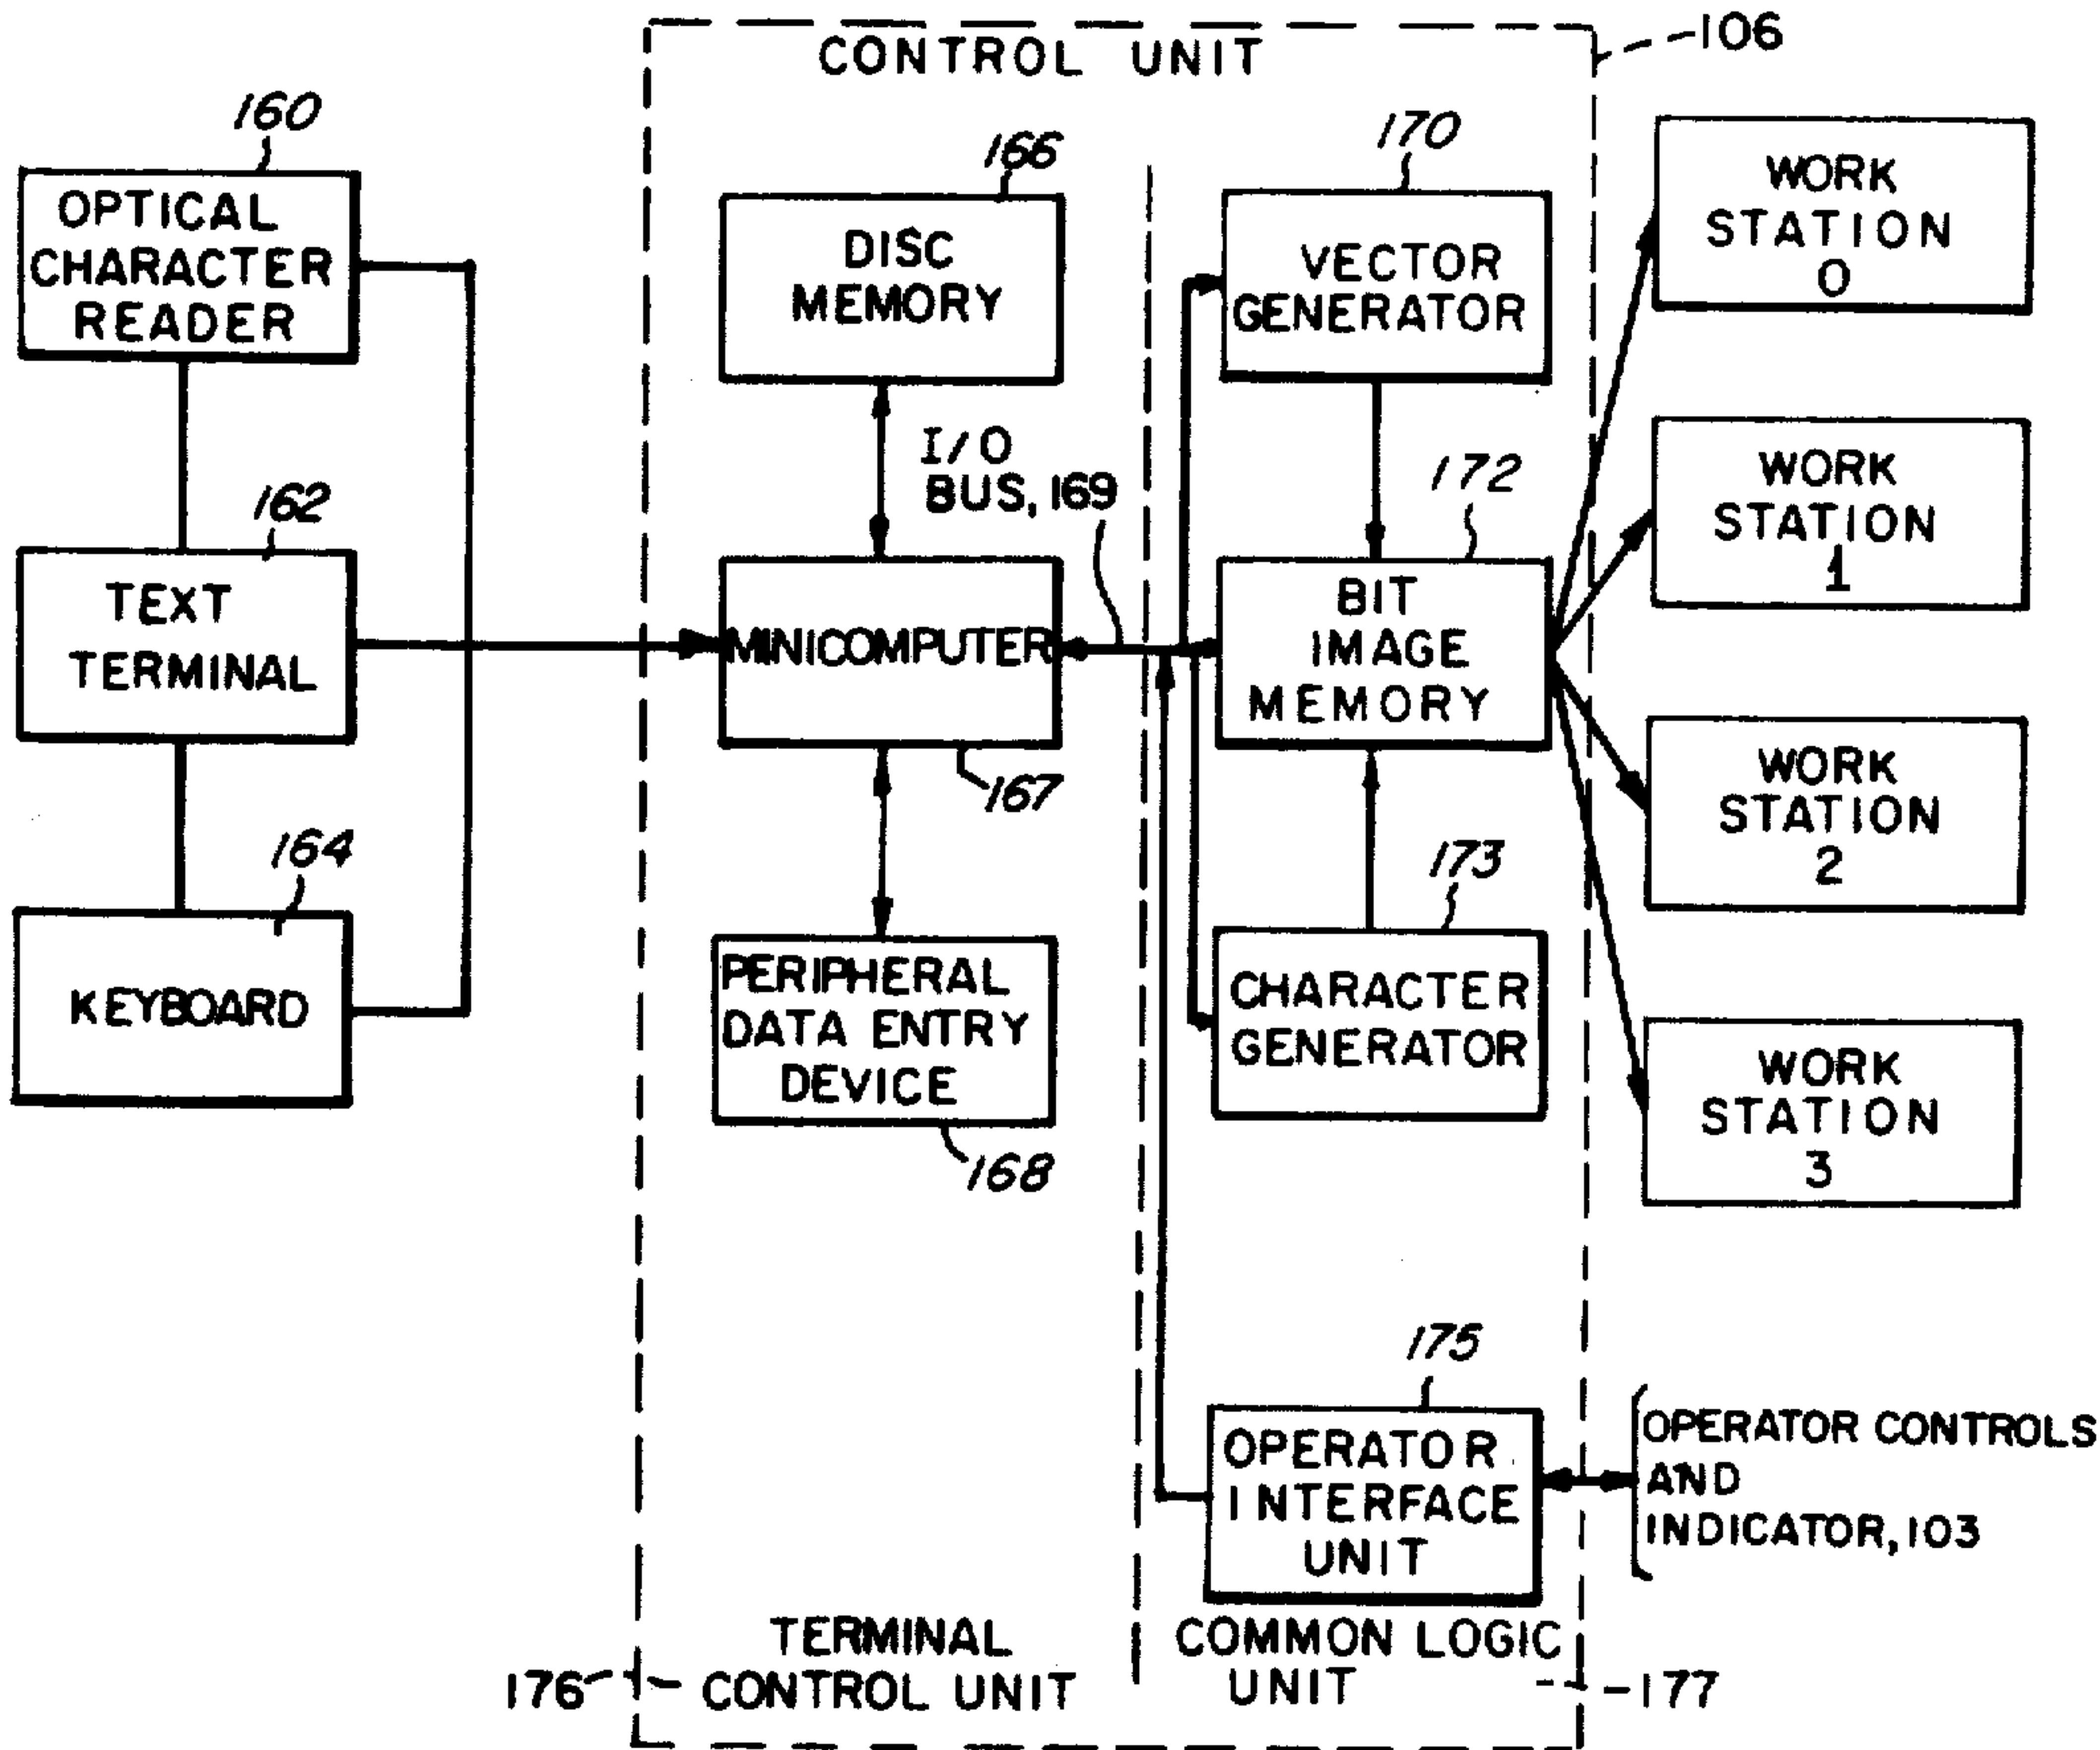 CONTROL UNIT
106
160
OPTICAL
CHARACTER
READER
162
TEXT
TERMINAL
164
KEYBOARD
166
DISC
MEMORY
I/O
BUS, 169
MINICOMPUTER
167
PERIPHERAL
DATA ENTRY
DEVICE
168
170
VECTOR
GENERATOR
172
BIT
IMAGE
MEMORY
173
CHARACTER
GENERATOR
175
OPERATOR
INTERFACE
UNIT
WORK
STATION
0
WORK
STATION
1
WORK
STATION
2
WORK
STATION
3
OPERATOR CONTROLS
AND
INDICATOR, 103
TERMINAL
CONTROL UNIT
176
COMMON LOGIC
UNIT
177